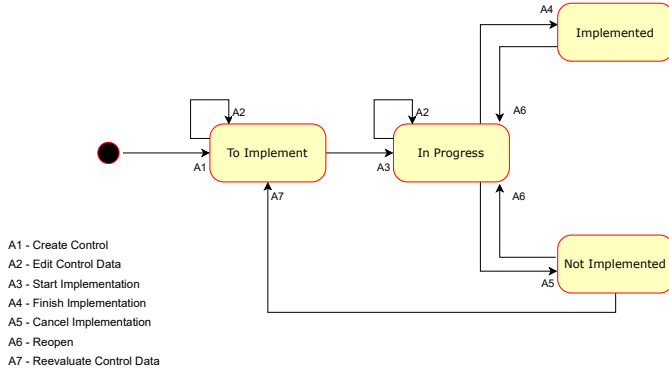 A4
Implemented
A2
A2
A6
To Implement
In Progress
A1
A3
A7
A6
Not Implemented
A5
A1 - Create Control
A2 - Edit Control Data
A3 - Start Implementation
A4 - Finish Implementation
A5 - Cancel Implementation
A6 - Reopen
A7 - Reevaluate Control Data